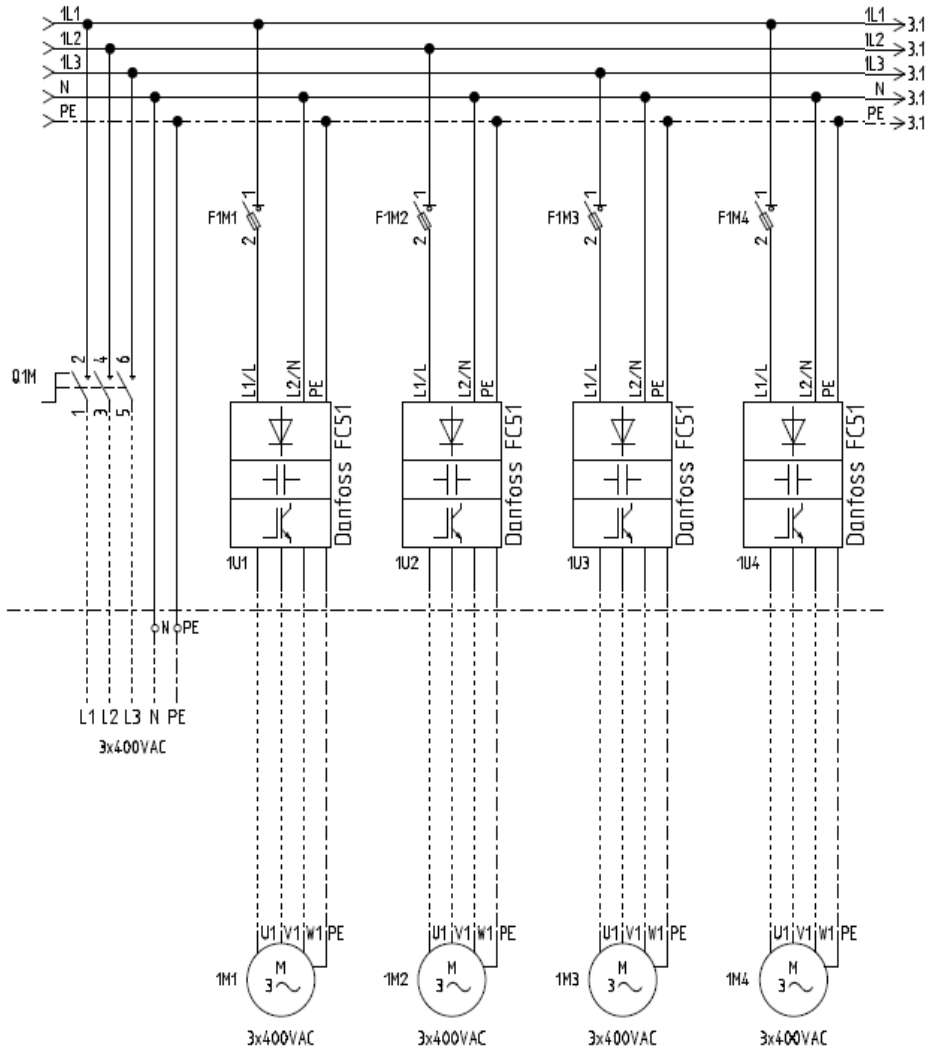 1L1 1L1 3.1
1L2 1L2 3.1
1L3 1L3 3.1
N N 3.1
PE PE 3.1
F1M1 1 2 F1M2 1 2 F1M3 1 2 F1M4 1 2
Q1M 2 4 6
1 3 5
L1/L L2/N PE L1/L L2/N PE L1/L L2/N PE L1/L L2/N PE
Danfoss FC51 Danfoss FC51 Danfoss FC51 Danfoss FC51
1U1 1U2 1U3 1U4
N PE
L1 L2 L3 N PE
3x400VAC
U1 V1 W1 PE U1 V1 W1 PE U1 V1 W1 PE U1 V1 W1 PE
1M1 M 3 1M2 M 3 1M3 M 3 1M4 M 3
3x400VAC 3x400VAC 3x400VAC 3x400VAC